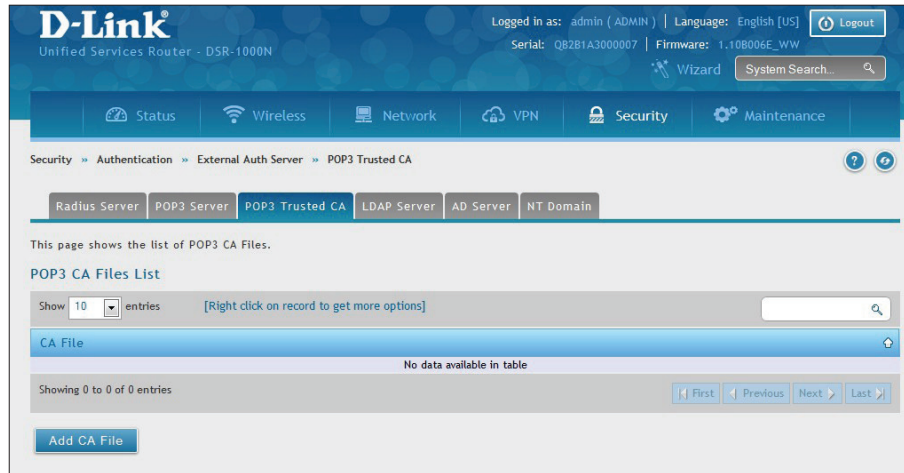 D-Link
Unified Services Router - DSR-1000N
Logged in as: admin ( ADMIN ) | Language: English [US]
Logout
Serial: QB2B1A3000007 | Firmware: 1.10B006E_WW
Wizard
System Search...
Status
Wireless
Network
VPN
Security
Maintenance
Security » Authentication » External Auth Server » POP3 Trusted CA
?
Radius Server
POP3 Server
POP3 Trusted CA
LDAP Server
AD Server
NT Domain
This page shows the list of POP3 CA Files.
POP3 CA Files List
Show 10 entries
[Right click on record to get more options]
CA File
No data available in table
Showing 0 to 0 of 0 entries
First
Previous
Next
Last
Add CA File